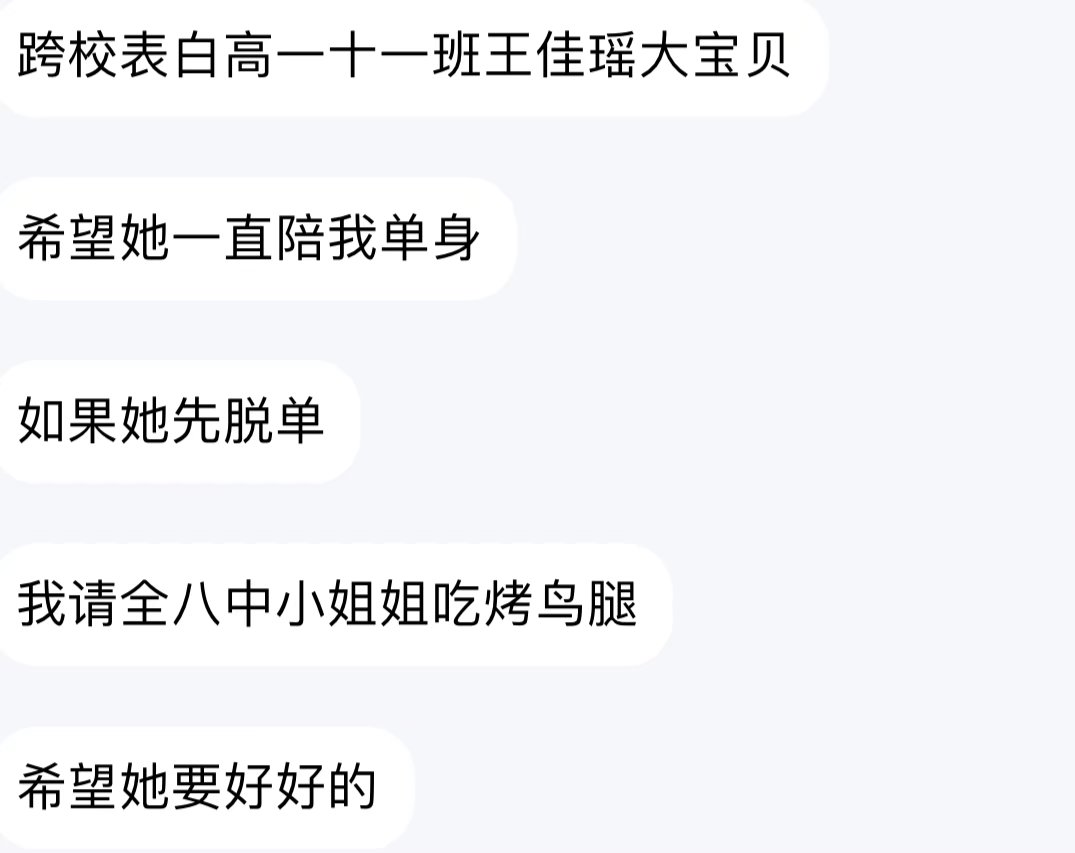 跨校表白高一十一班王佳瑶大宝贝
希望她一直陪我单身
如果她先脱单
我请全八中小姐姐吃烤鸟腿
希望她要好好的